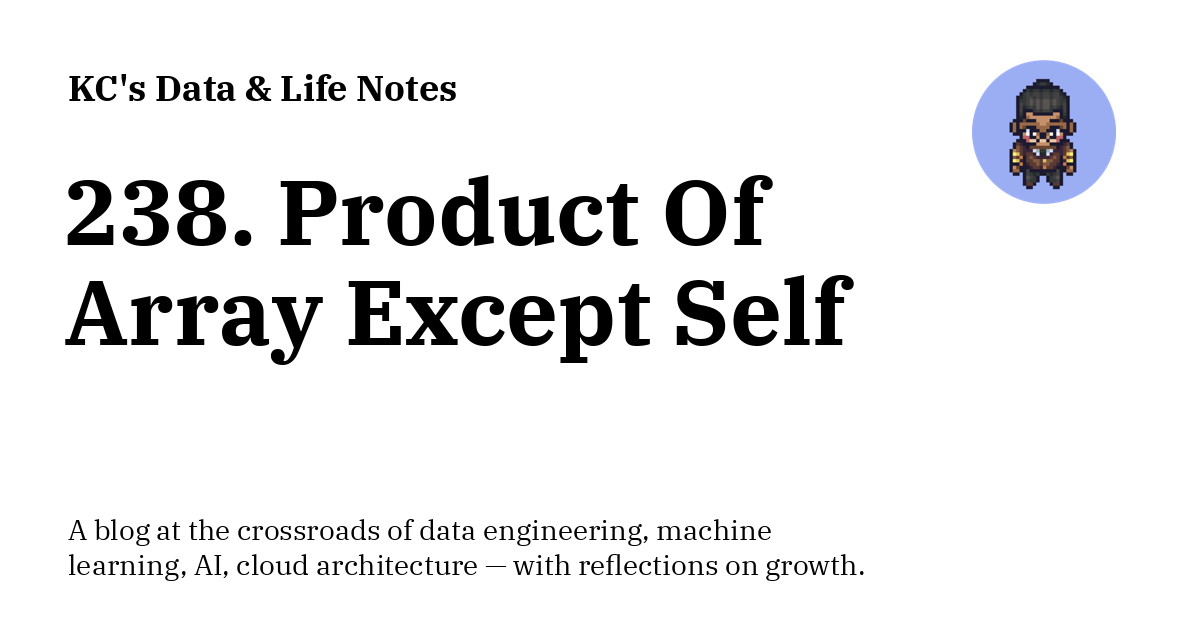 KC's Data & Life Notes
238. Product Of
Array Except Self
A blog at the crossroads of data engineering, machine
learning, AI, cloud architecture — with reflections on growth.